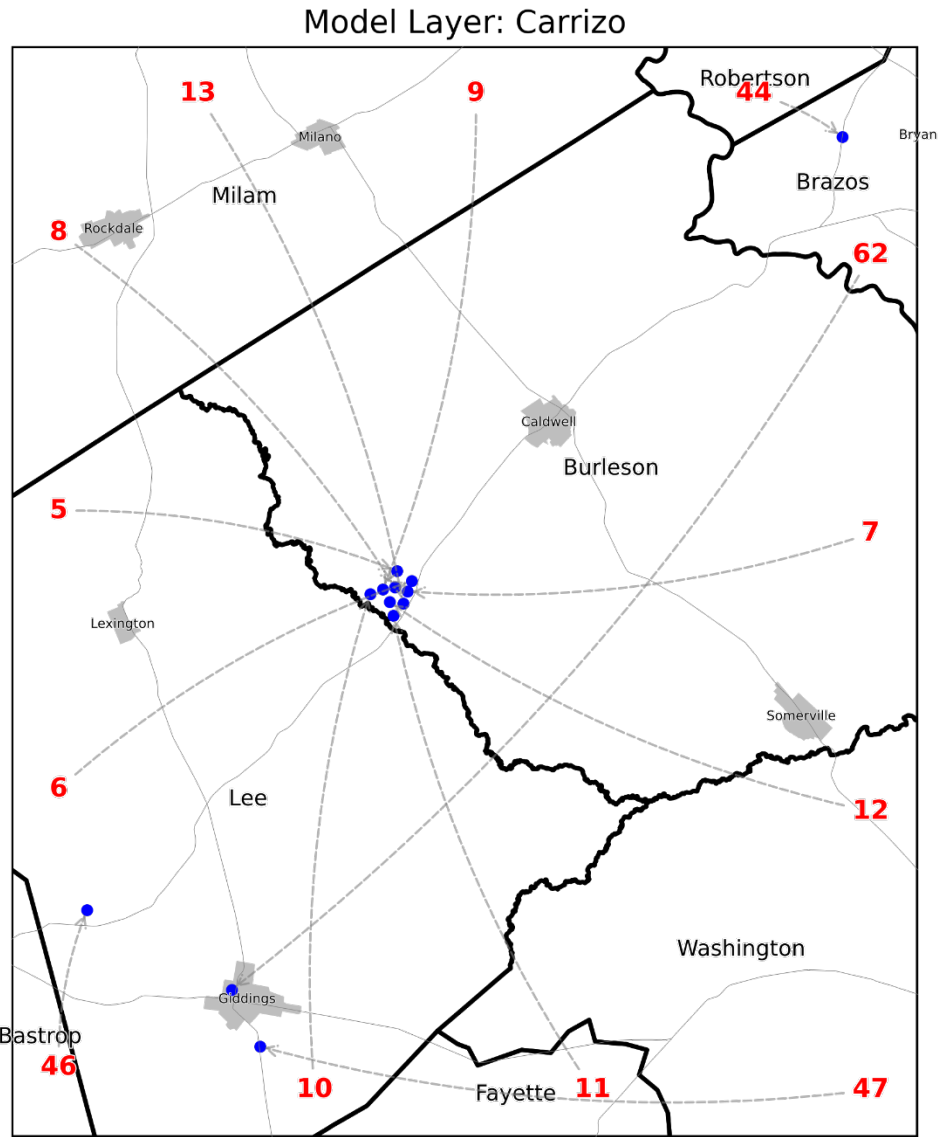 Model Layer: Carrizo
Robertson
13
9
44
Milano
Bryan
Brazos
Milam
Rockdale
8
62
Caldwell
Burleson
5
7
Lexington
Somerville
6
Lee
12
Washington
Giddings
Bastrop
46
10
Fayette
11
47